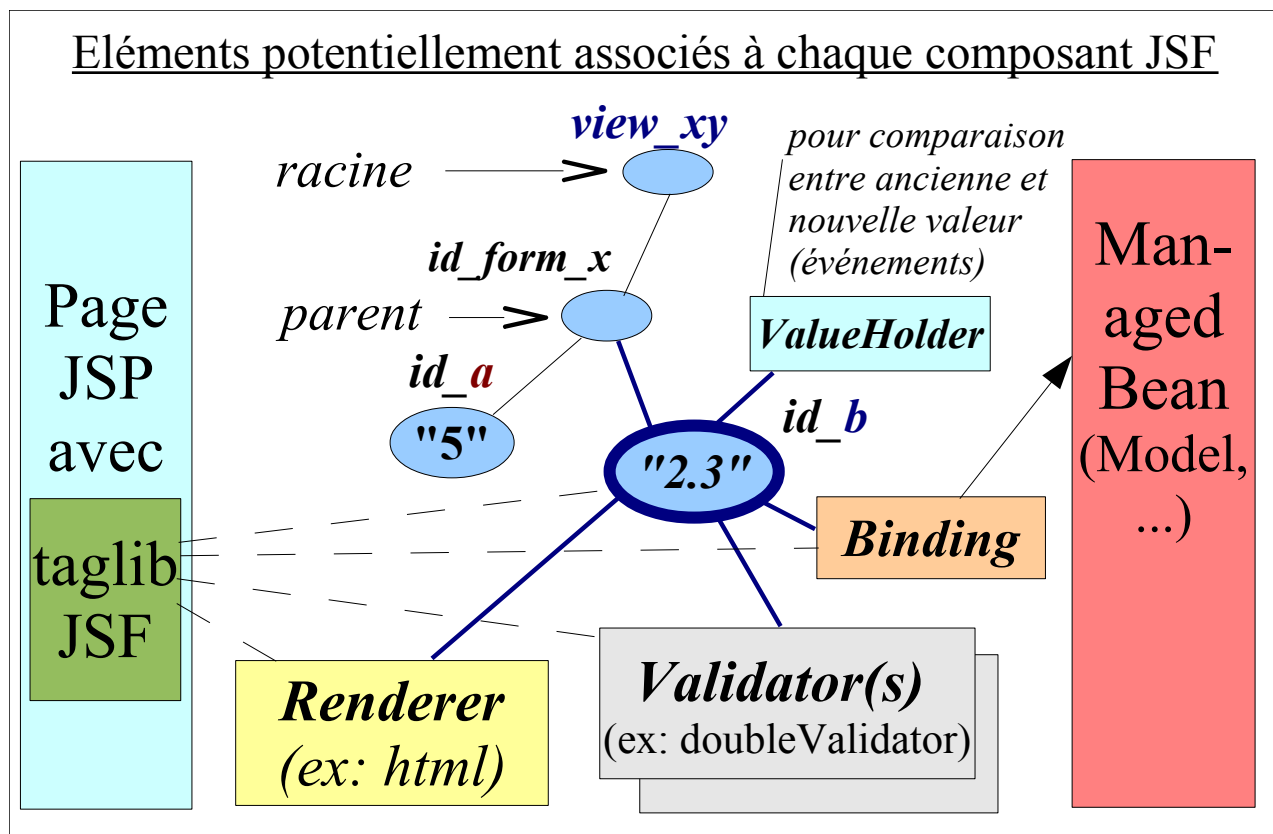 Eléments potentiellement associés à chaque composant JSF
view_xy
racine
pour comparaison
entre ancienne et
nouvelle valeur
(événements)
id_form_x
parent
ValueHolder
id_a
"5"
id_b
"2.3"
Binding
Page
JSP
avec
taglib
JSF
Renderer
(ex: html)
Validator(s)
(ex: doubleValidator)
Man-
aged
Bean
(Model,
...)